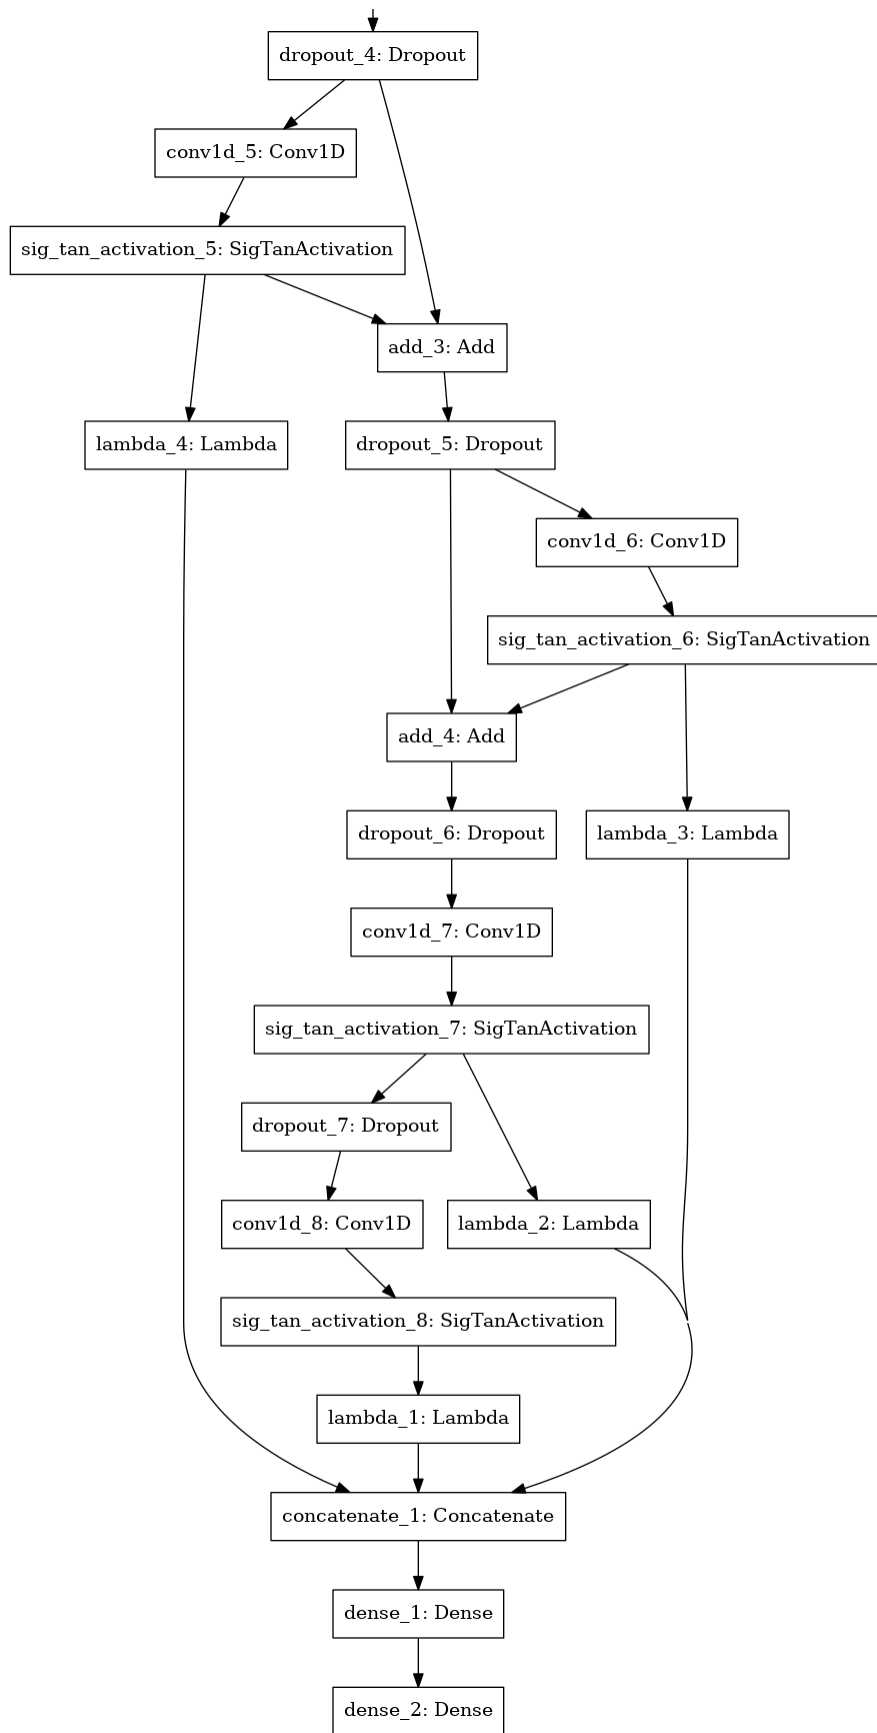 dropout_4: Dropout
conv1d_5: Conv1D
sig_tan_activation_5: SigTanActivation
add_3: Add
lambda_4: Lambda
dropout_5: Dropout
conv1d_6: Conv1D
sig_tan_activation_6: SigTanActivation
add_4: Add
dropout_6: Dropout
lambda_3: Lambda
conv1d_7: Conv1D
sig_tan_activation_7: SigTanActivation
dropout_7: Dropout
conv1d_8: Conv1D
lambda_2: Lambda
sig_tan_activation_8: SigTanActivation
lambda_1: Lambda
concatenate_1: Concatenate
dense_1: Dense
dense_2: Dense